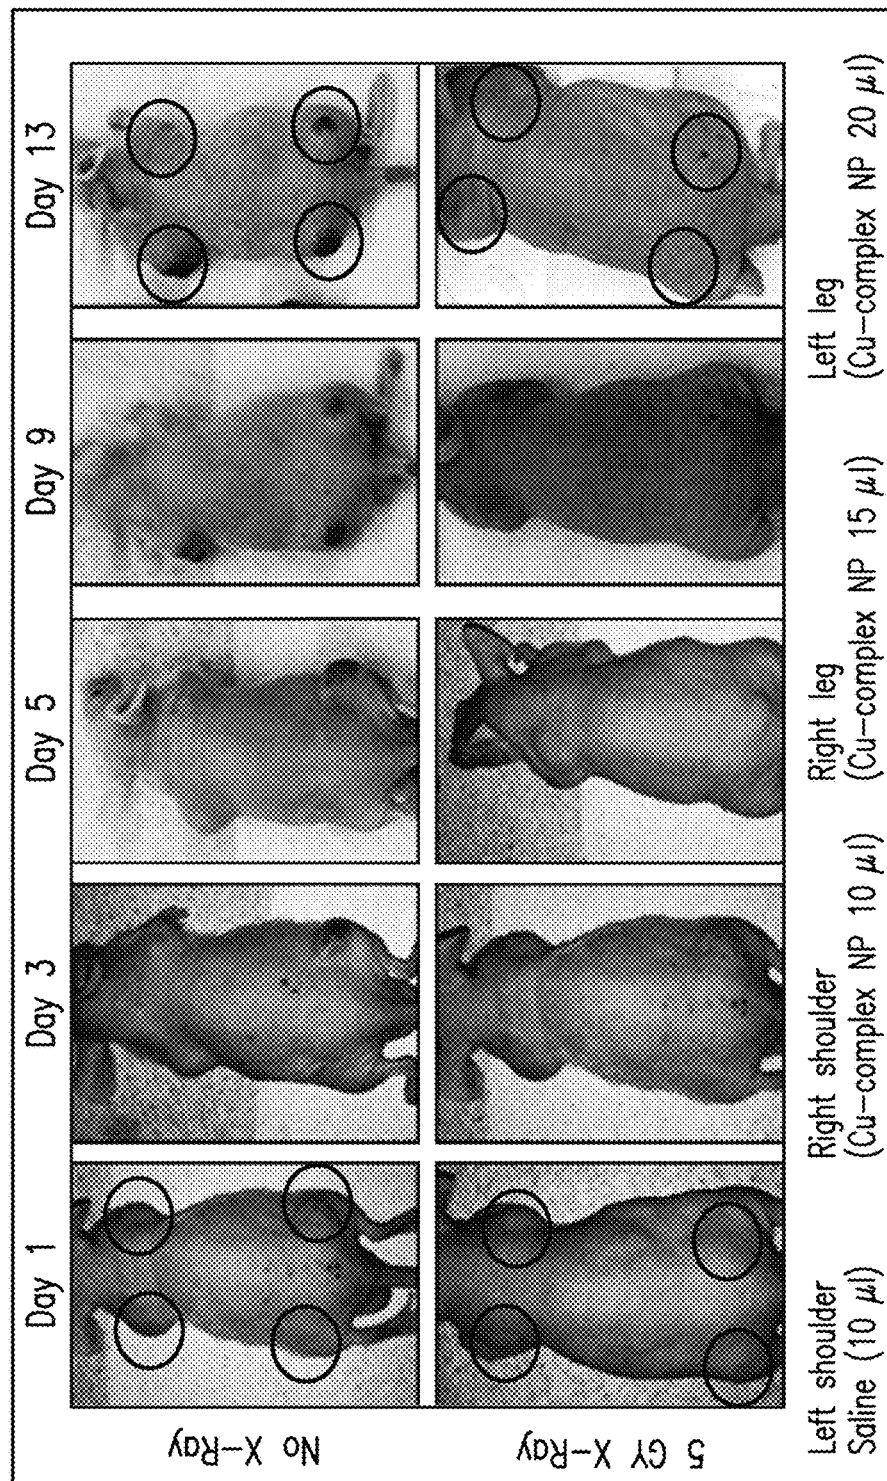 Day 1
Day 3
Day 5
Day 9
Day 13
No X-Ray
5 GY X-Ray
Left shoulder
Saline (10 μl)
Right shoulder
(Cu-complex NP 10 μl)
Right leg
(Cu-complex NP 15 μl)
Left leg
(Cu-complex NP 20 μl)